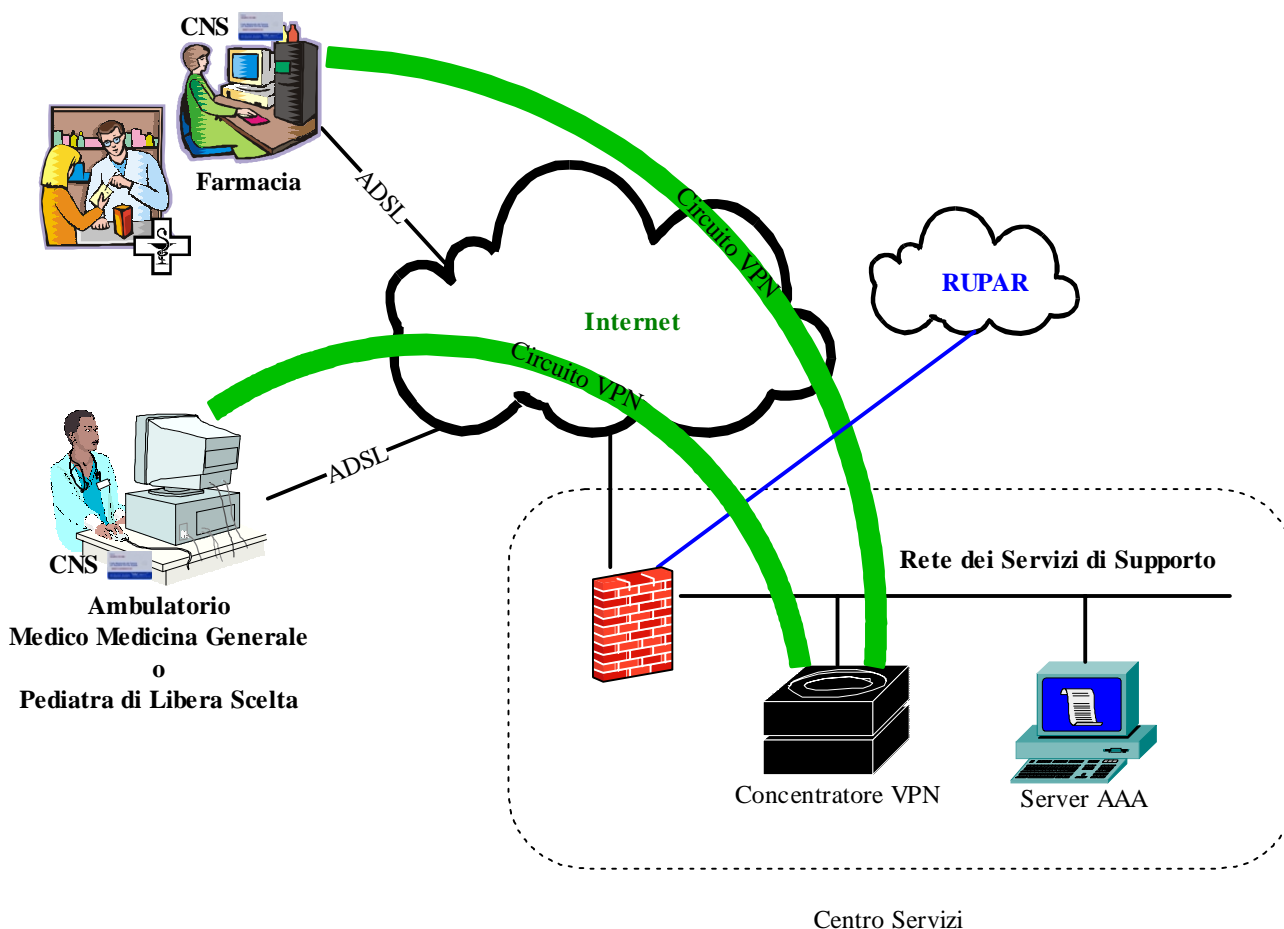 CNS
Farmacia
ADSL
Circuito VPN
RUPAR
Internet
Circuito VPN
ADSL
CNS
Ambulatorio
Medico Medicina Generale
o
Pediatra di Libera Scelta
Rete dei Servizi di Supporto
Concentratore VPN
Server AAA
Centro Servizi